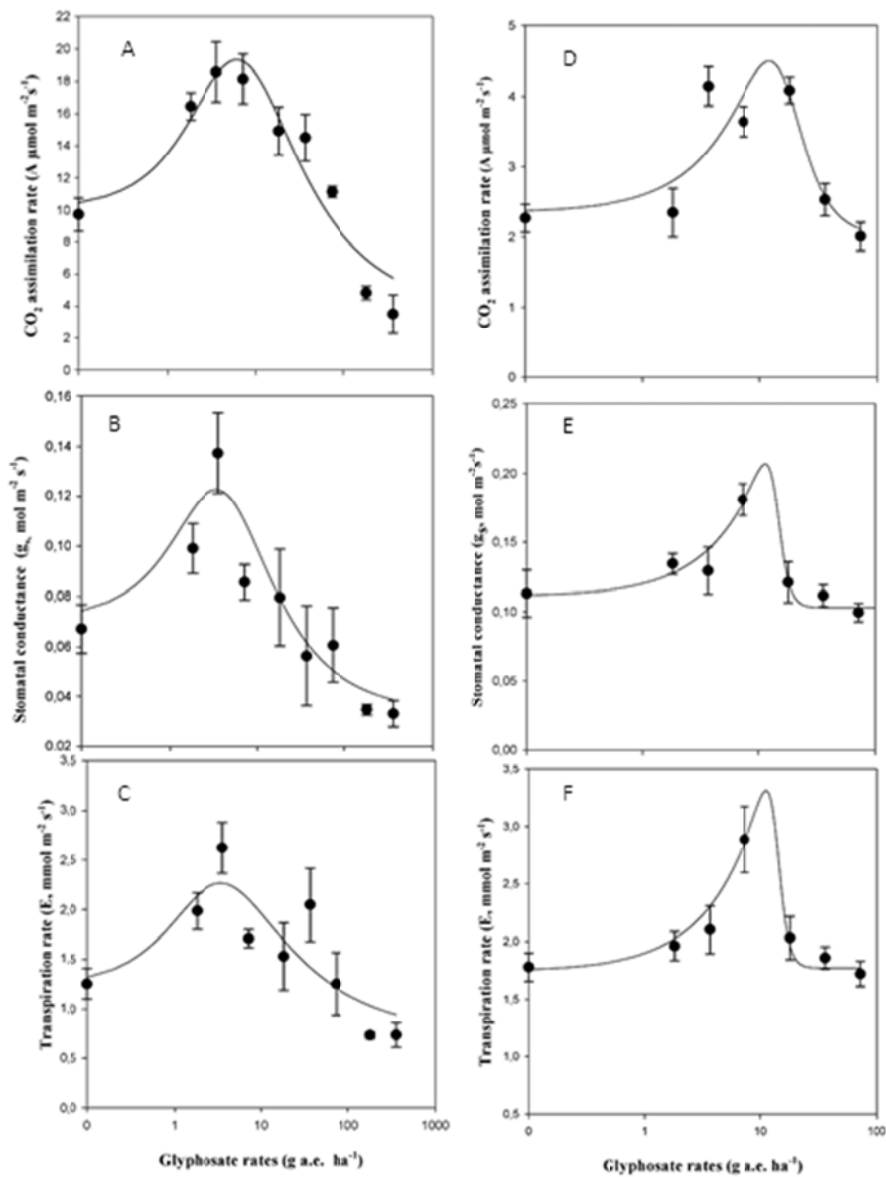 A
CO2 assimilation rate (A µmol m-2 s-1)
22
20
18
16
14
12
10
8
6
4
2
0
D
CO2 assimilation rate (A µmol m-2 s-1)
5
4
3
2
1
0
B
Stomatal conductance (gs, mol m-2 s-1)
0,16
0,14
0,12
0,10
0,08
0,06
0,04
0,02
E
Stomatal conductance (gs, mol m-2 s-1)
0,25
0,20
0,15
0,10
0,05
0,00
C
Transpiration rate (E, mmol m-2 s-1)
3,5
3,0
2,5
2,0
1,5
1,0
0,5
0,0
0 1 10 100 1000
Glyphosate rates (g a.e. ha-1)
F
Transpiration rate (E, mmol m-2 s-1)
3,5
3,0
2,5
2,0
1,5
1,0
0,5
0 1 10 100
Glyphosate rates (g a.e. ha-1)